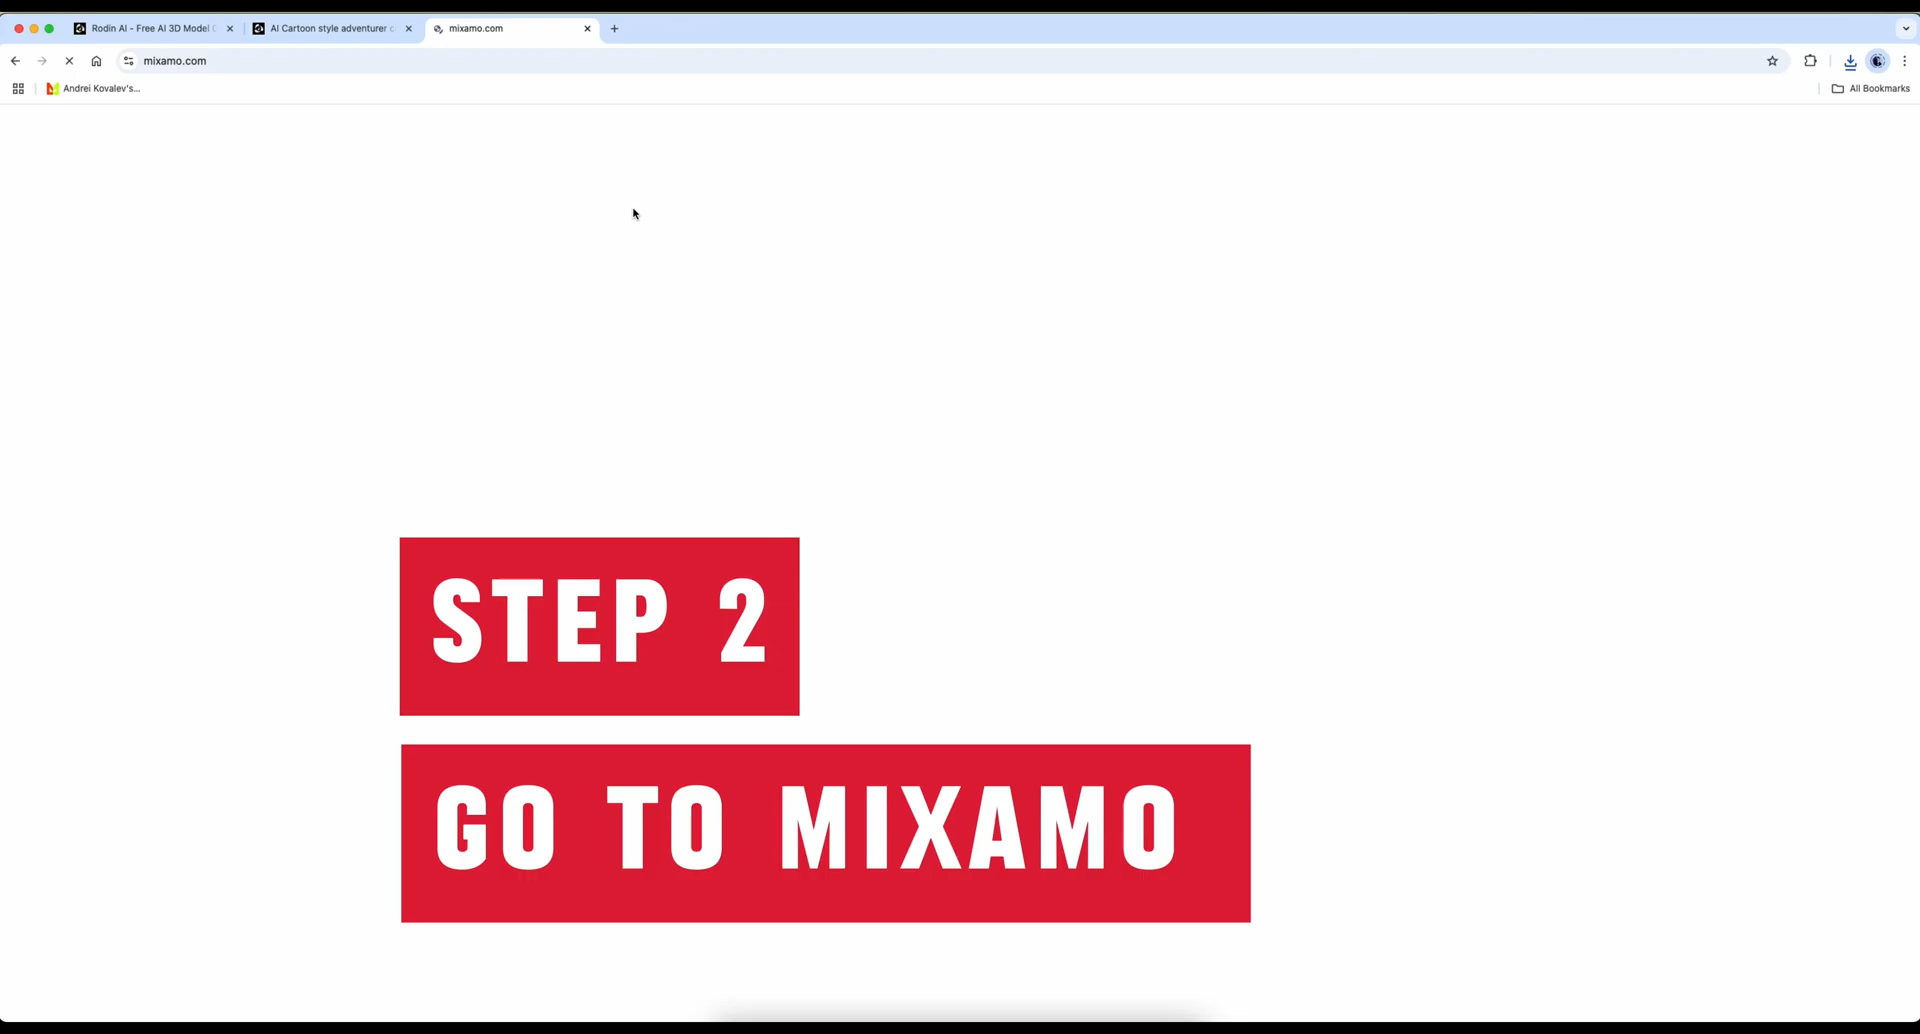 Rodin AI - Free AI 3D Model
AI Cartoon style adventurer
mixamo.com
mixamo.com
Andrei Kovalev's...
All Bookmarks
STEP 2
GO TO MIXAMO